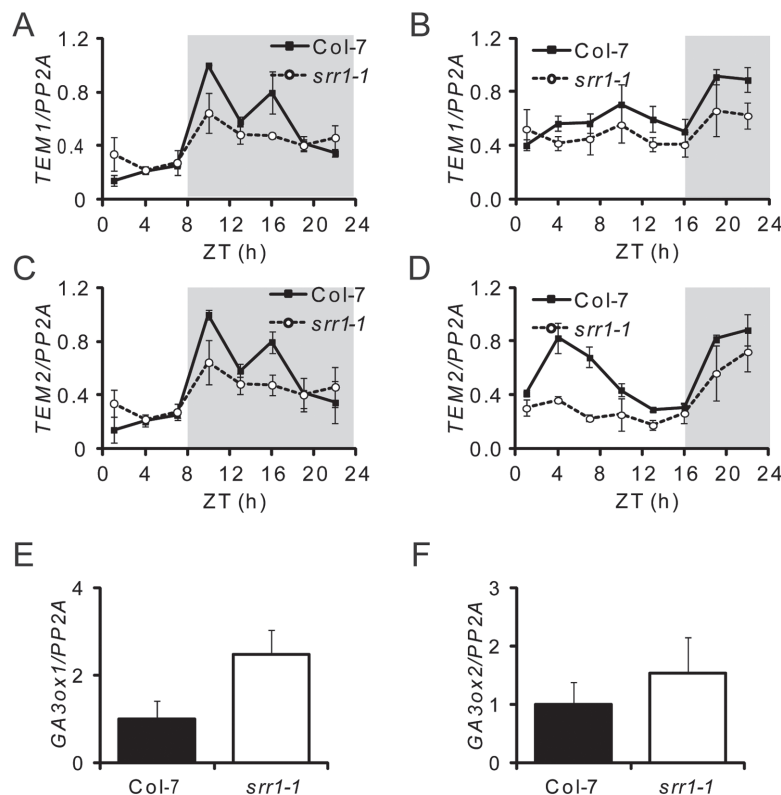 A
TEM1/PP2A
1.2
0.8
0.4
0
0 4 8 12 16 20 24
ZT (h)
Col-7
srr1-1
B
TEM1/PP2A
1.2
0.8
0.4
0.0
0 4 8 12 16 20 24
ZT (h)
Col-7
srr1-1
C
TEM2/PP2A
1.2
0.8
0.4
0
0 4 8 12 16 20 24
ZT (h)
Col-7
srr1-1
D
TEM2/PP2A
1.2
0.8
0.4
0.0
0 4 8 12 16 20 24
ZT (h)
Col-7
srr1-1
E
GA3ox1/PP2A
4
2
0
Col-7 srr1-1
F
GA3ox2/PP2A
3
2
1
0
Col-7 srr1-1